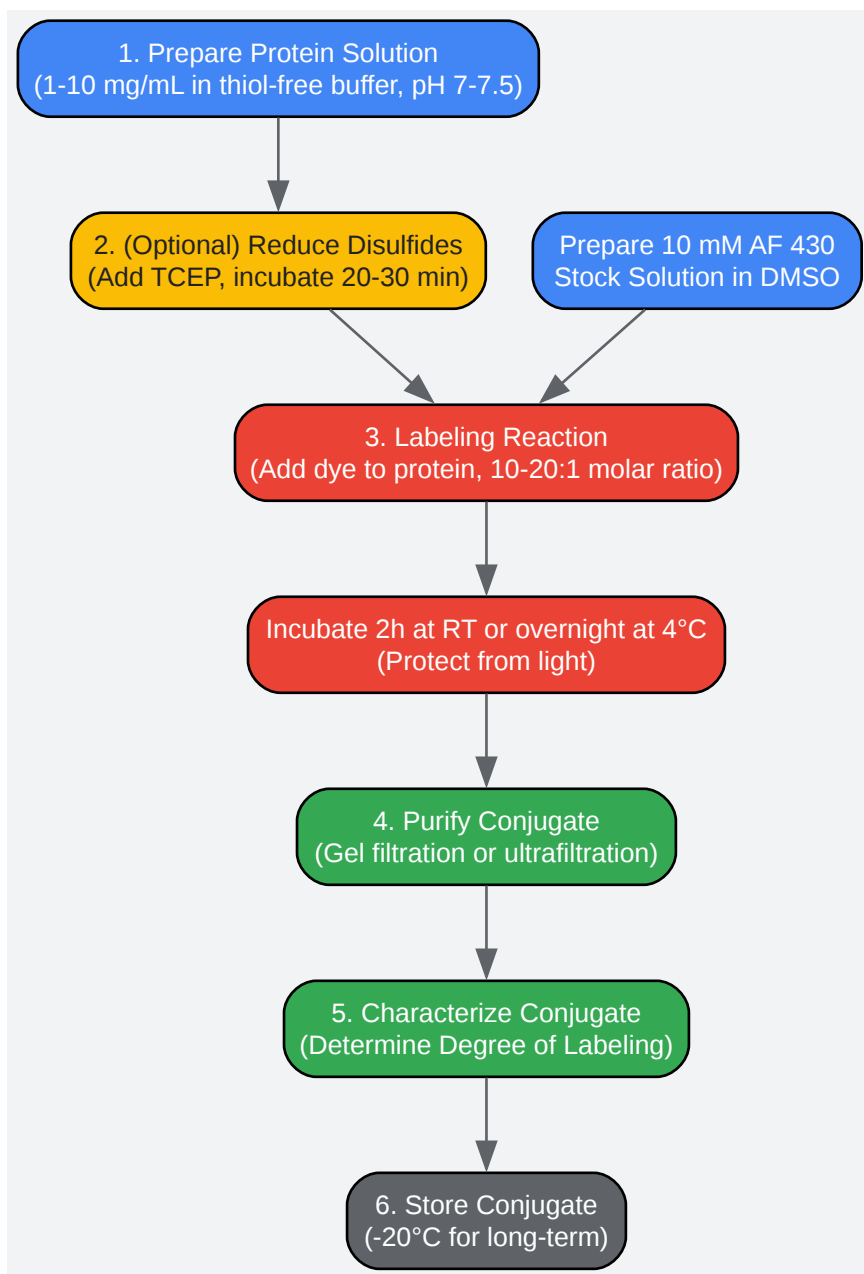 1. Prepare Protein Solution
(1-10 mg/mL in thiol-free buffer, pH 7-7.5)
2. (Optional) Reduce Disulfides
(Add TCEP, incubate 20-30 min)
Prepare 10 mM AF 430
Stock Solution in DMSO
3. Labeling Reaction
(Add dye to protein, 10-20:1 molar ratio)
Incubate 2h at RT or overnight at 4°C
(Protect from light)
4. Purify Conjugate
(Gel filtration or ultrafiltration)
5. Characterize Conjugate
(Determine Degree of Labeling)
6. Store Conjugate
(-20°C for long-term)